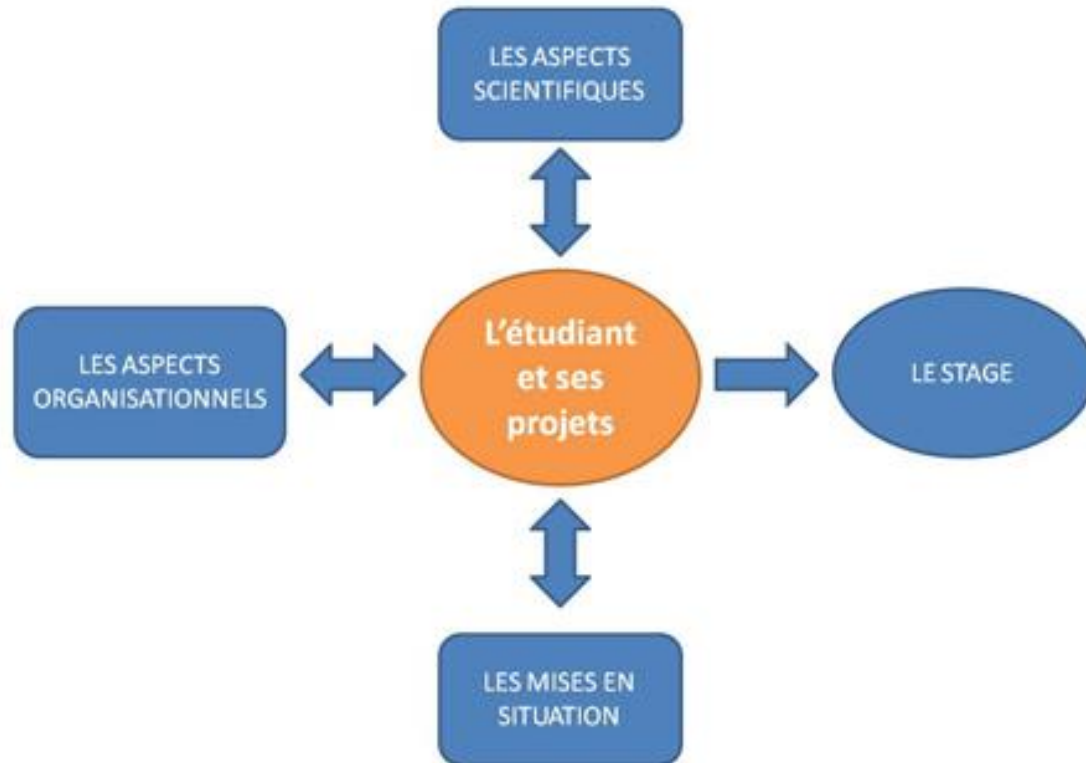 LES ASPECTS
SCIENTIFIQUES
LES ASPECTS
ORGANISATIONNELS
L'étudiant
et ses
projets
LE STAGE
LES MISES EN
SITUATION